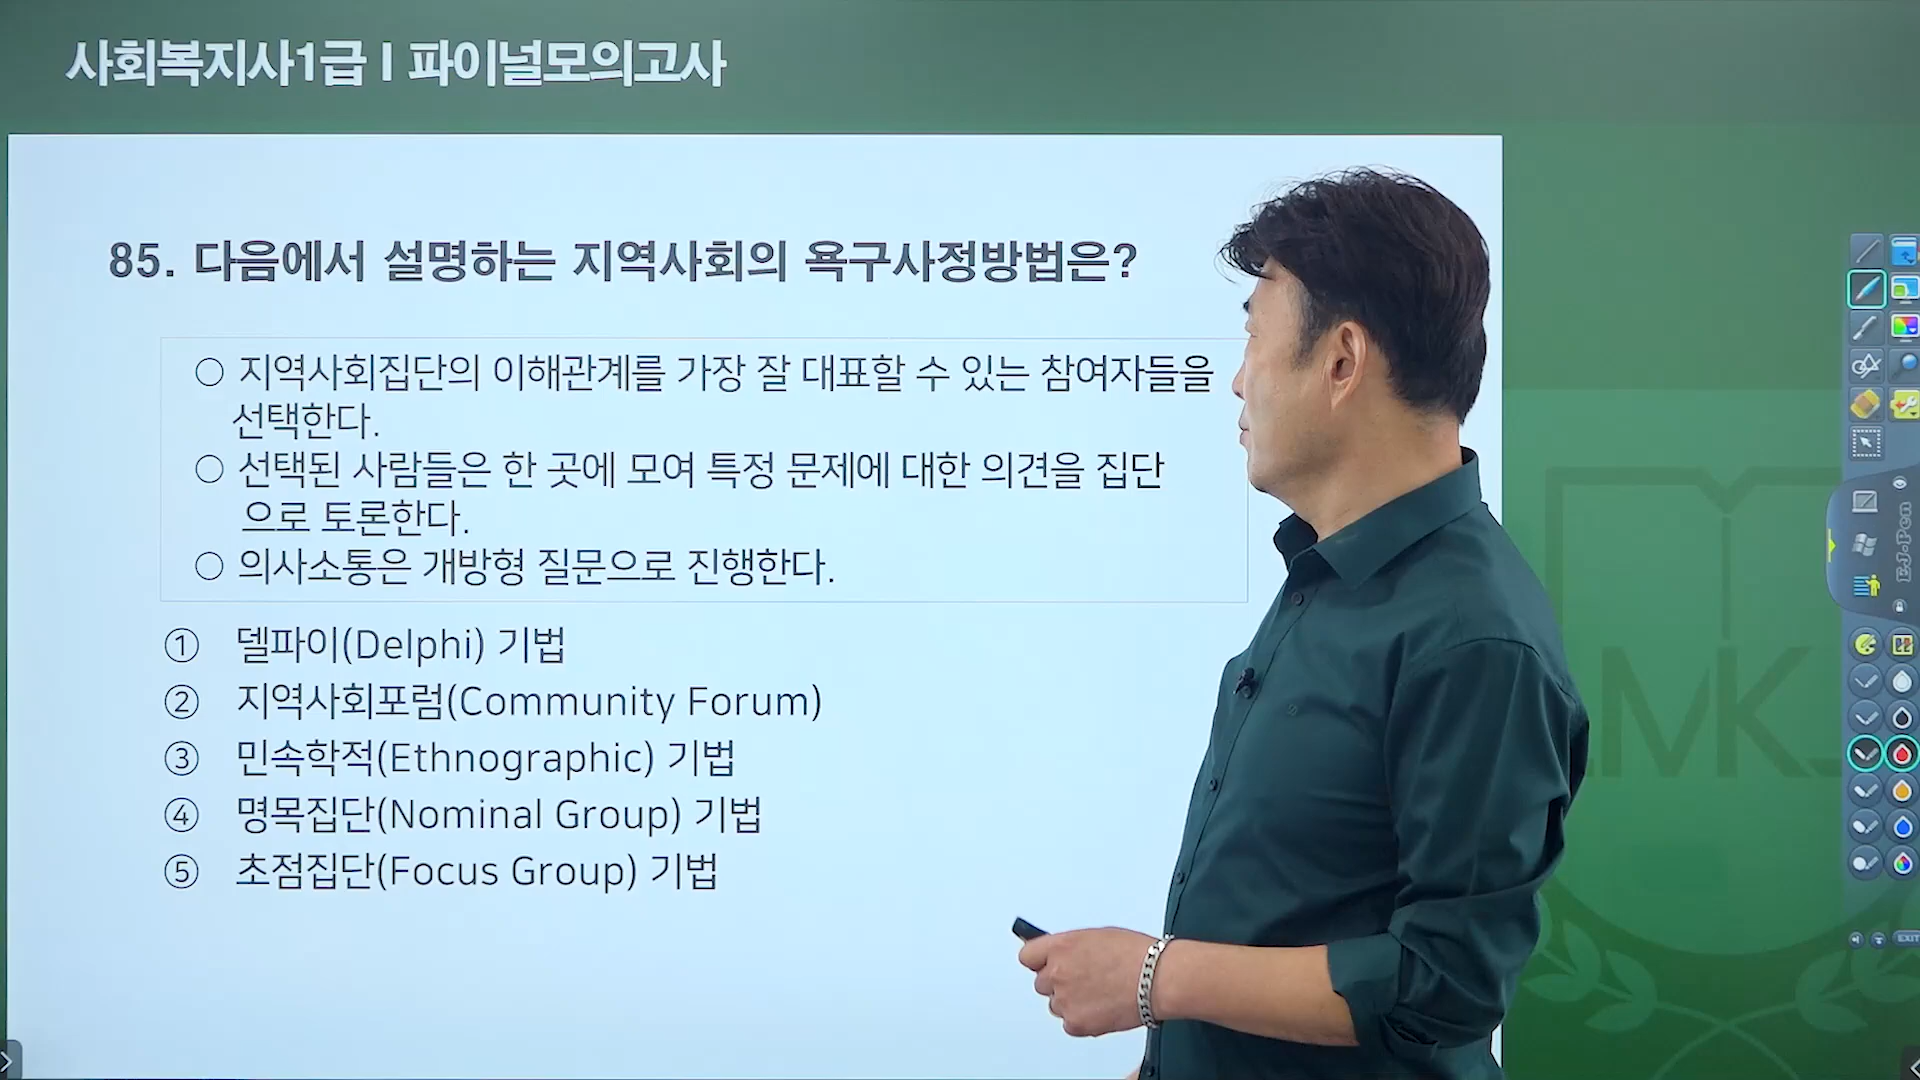 사회복지사1급 I 파이널모의고사
85. 다음에서 설명하는 지역사회의 욕구사정방법은?
○ 지역사회집단의 이해관계를 가장 잘 대표할 수 있는 참여자들을
선택한다.
○ 선택된 사람들은 한 곳에 모여 특정 문제에 대한 의견을 집단
으로 토론한다.
○ 의사소통은 개방형 질문으로 진행한다.
① 델파이(Delphi) 기법
② 지역사회포럼(Community Forum)
③ 민속학적(Ethnographic) 기법
④ 명목집단(Nominal Group) 기법
⑤ 초점집단(Focus Group) 기법
EJ-Pen
EXIT
MK